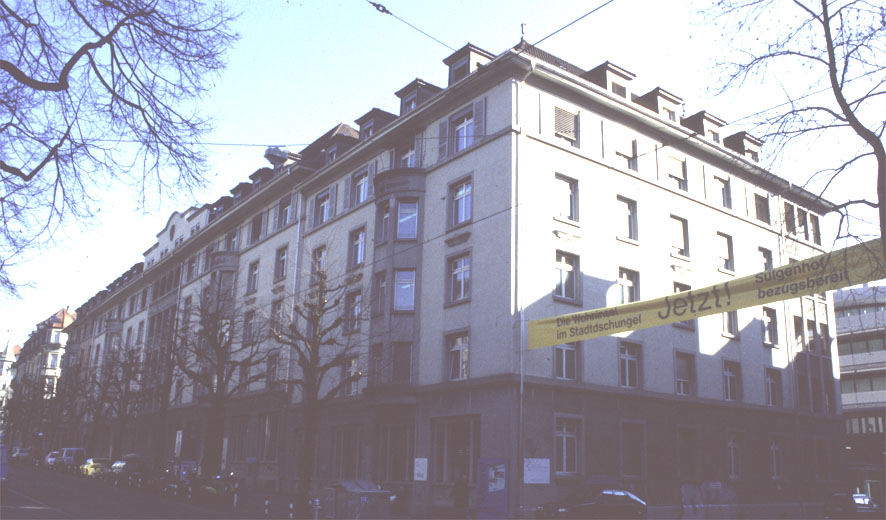 Die Wohninsel
im Stadtdschungel
Jetzt!
Sulgenhof/
bezugsbereit